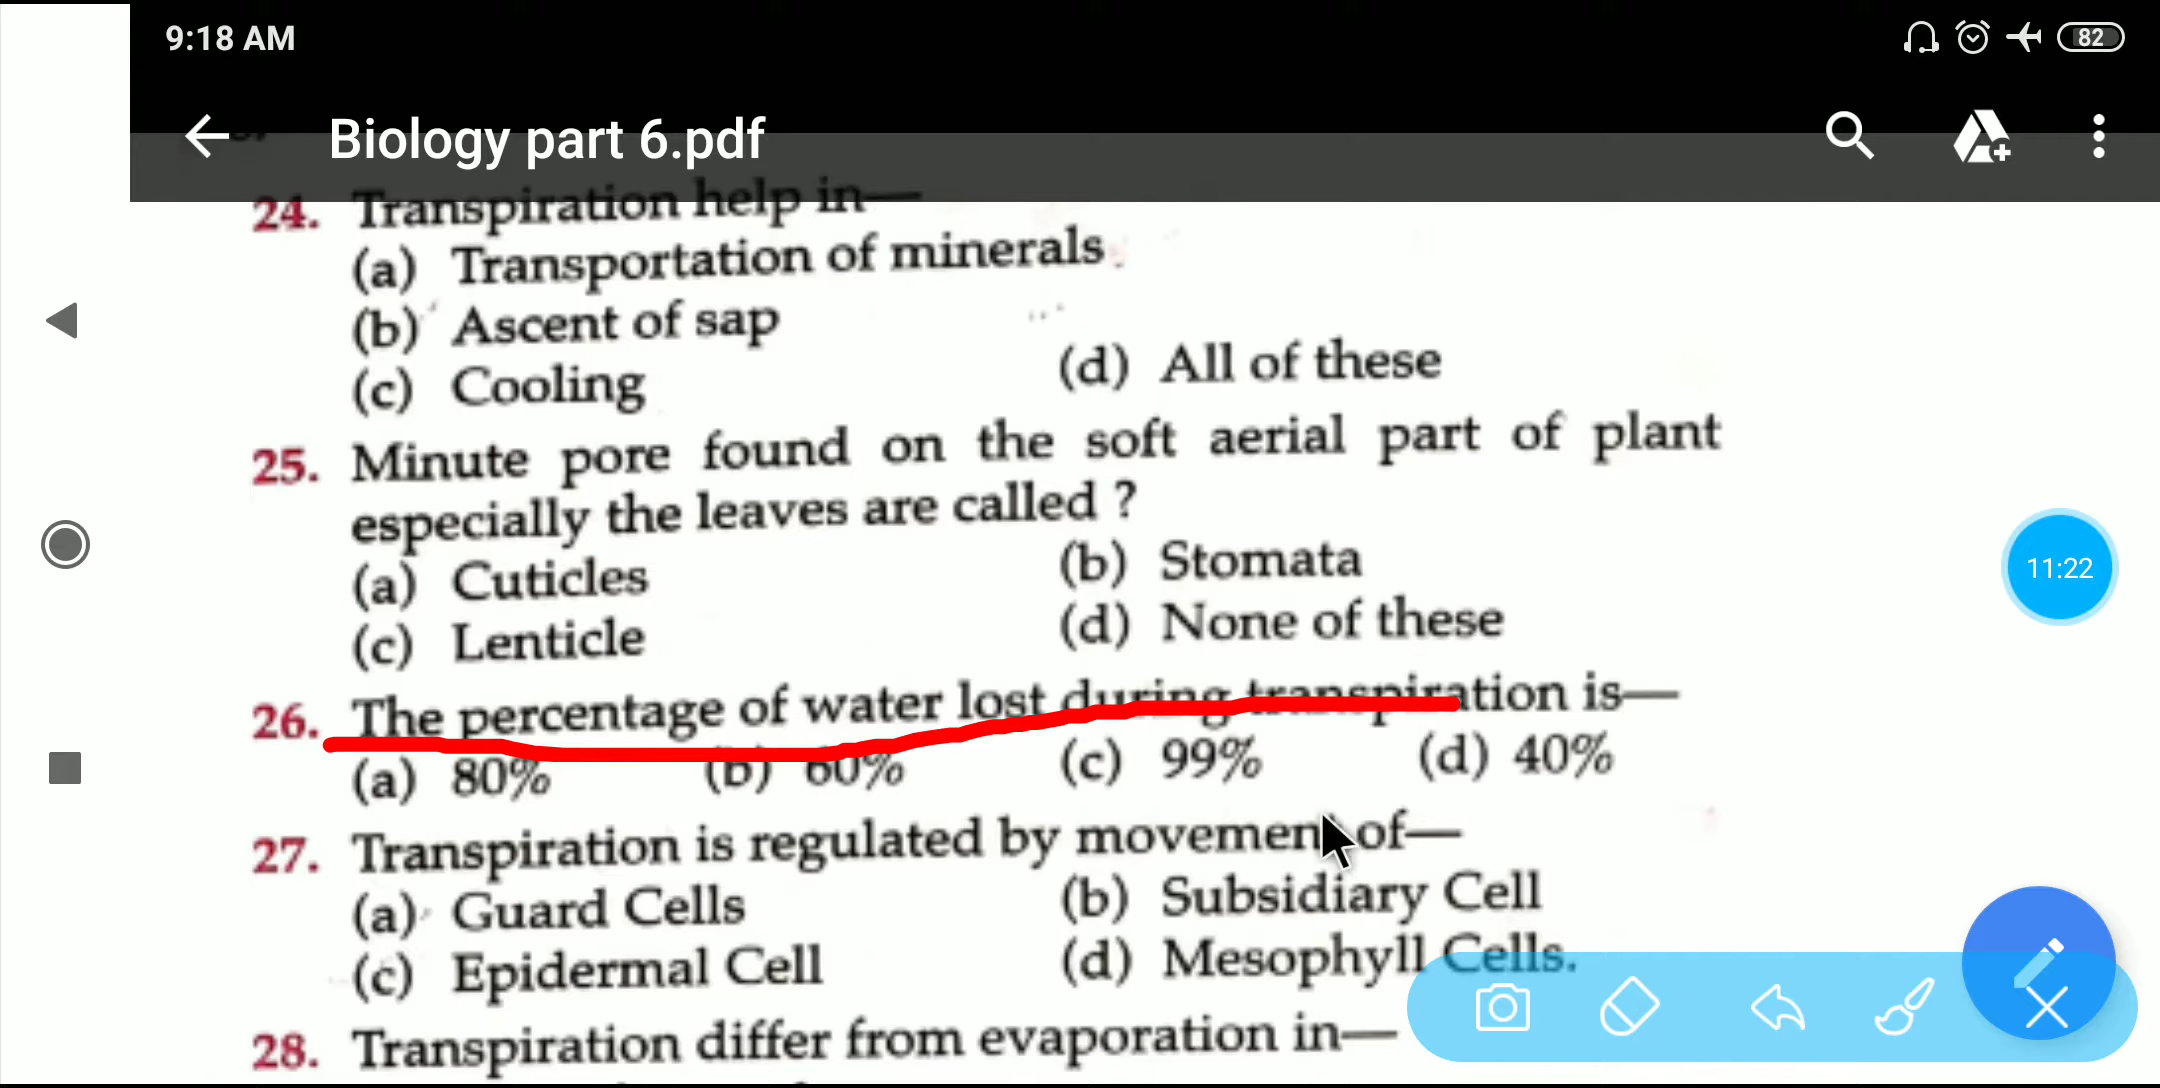 9:18 AM
82
Biology part 6.pdf
24. Transpiration help in—
(a) Transportation of minerals
(b) Ascent of sap
(c) Cooling (d) All of these
25. Minute pore found on the soft aerial part of plant
especially the leaves are called ?
(a) Cuticles (b) Stomata
(c) Lenticle (d) None of these
26. The percentage of water lost during transpiration is—
(a) 80% (b) 60% (c) 99% (d) 40%
27. Transpiration is regulated by movement of—
(a) Guard Cells (b) Subsidiary Cell
(c) Epidermal Cell (d) Mesophyll Cells.
28. Transpiration differ from evaporation in—
11:22